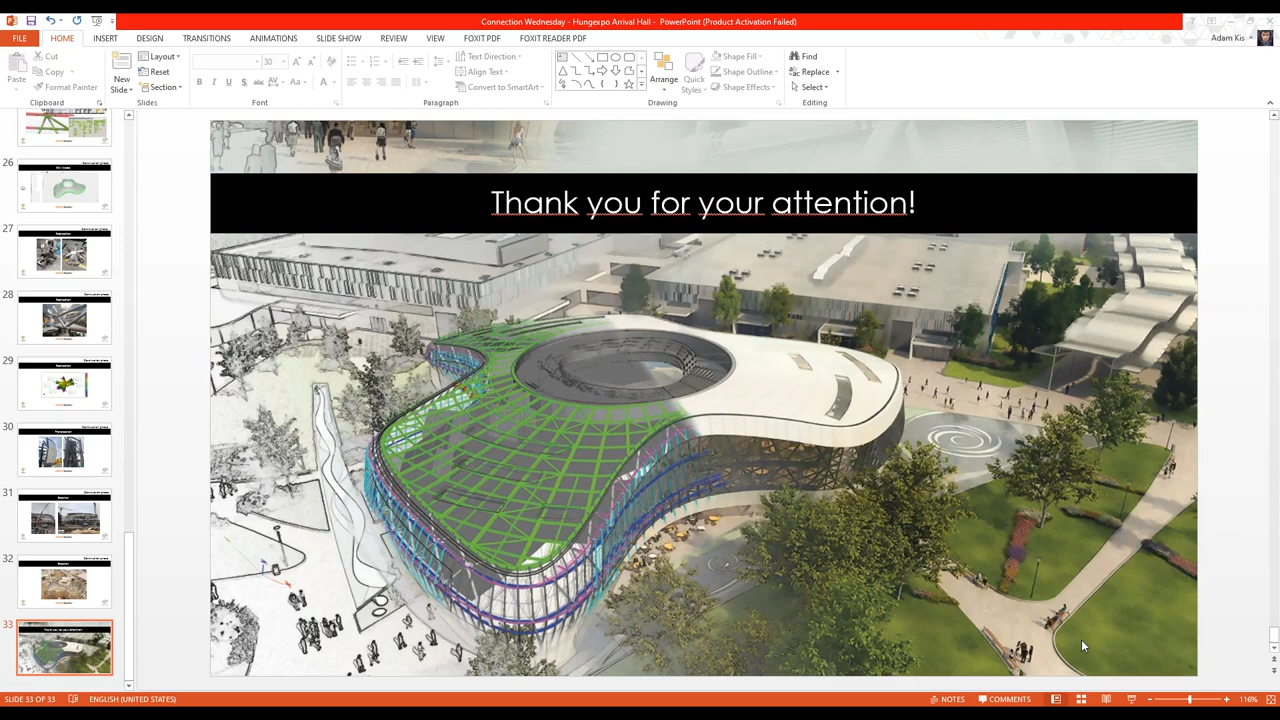 Connection Wednesday - Hungexpo Arrival Hall - PowerPoint (Product Activation Failed)
FILE HOME INSERT DESIGN TRANSITIONS ANIMATIONS SLIDE SHOW REVIEW VIEW FOXIT PDF FOXIT READER PDF Adam Kis
Paste
Cut
Copy
Format Painter
Clipboard
New
Slide
Layout
Reset
Section
Slides
30
B I U S abc AV Aa A
Font
Text Direction
Align Text
Convert to SmartArt
Paragraph
Arrange
Quick
Styles
Shape Fill
Shape Outline
Shape Effects
Drawing
Find
Replace
Select
Editing
26
27
28
29
30
31
32
33
Thank you for your attention!
SLIDE 33 OF 33 ENGLISH (UNITED STATES) NOTES COMMENTS 116%